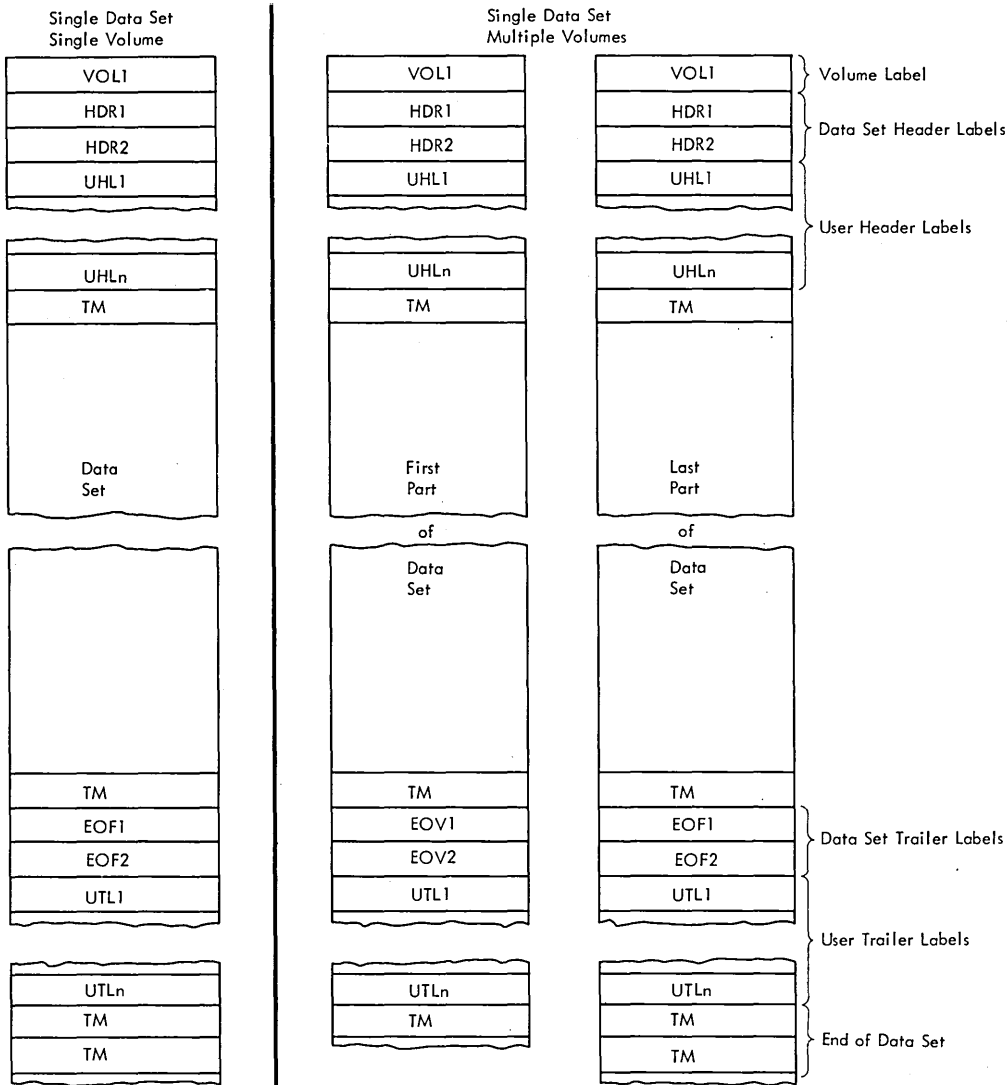 Single Data Set
Single Volume
VOL1
HDR1
HDR2
UHL1
UHLn
TM
Data
Set
TM
EOF1
EOF2
UTL1
UTLn
TM
TM
Single Data Set
Multiple Volumes
VOL1
HDR1
HDR2
UHL1
UHLn
TM
First
Part
of
Data
Set
TM
EOV1
EOV2
UTL1
UTLn
TM
VOL1
HDR1
HDR2
UHL1
UHLn
TM
Last
Part
of
Data
Set
TM
EOF1
EOF2
UTL1
UTLn
TM
TM
Volume Label
Data Set Header Labels
User Header Labels
Data Set Trailer Labels
User Trailer Labels
End of Data Set